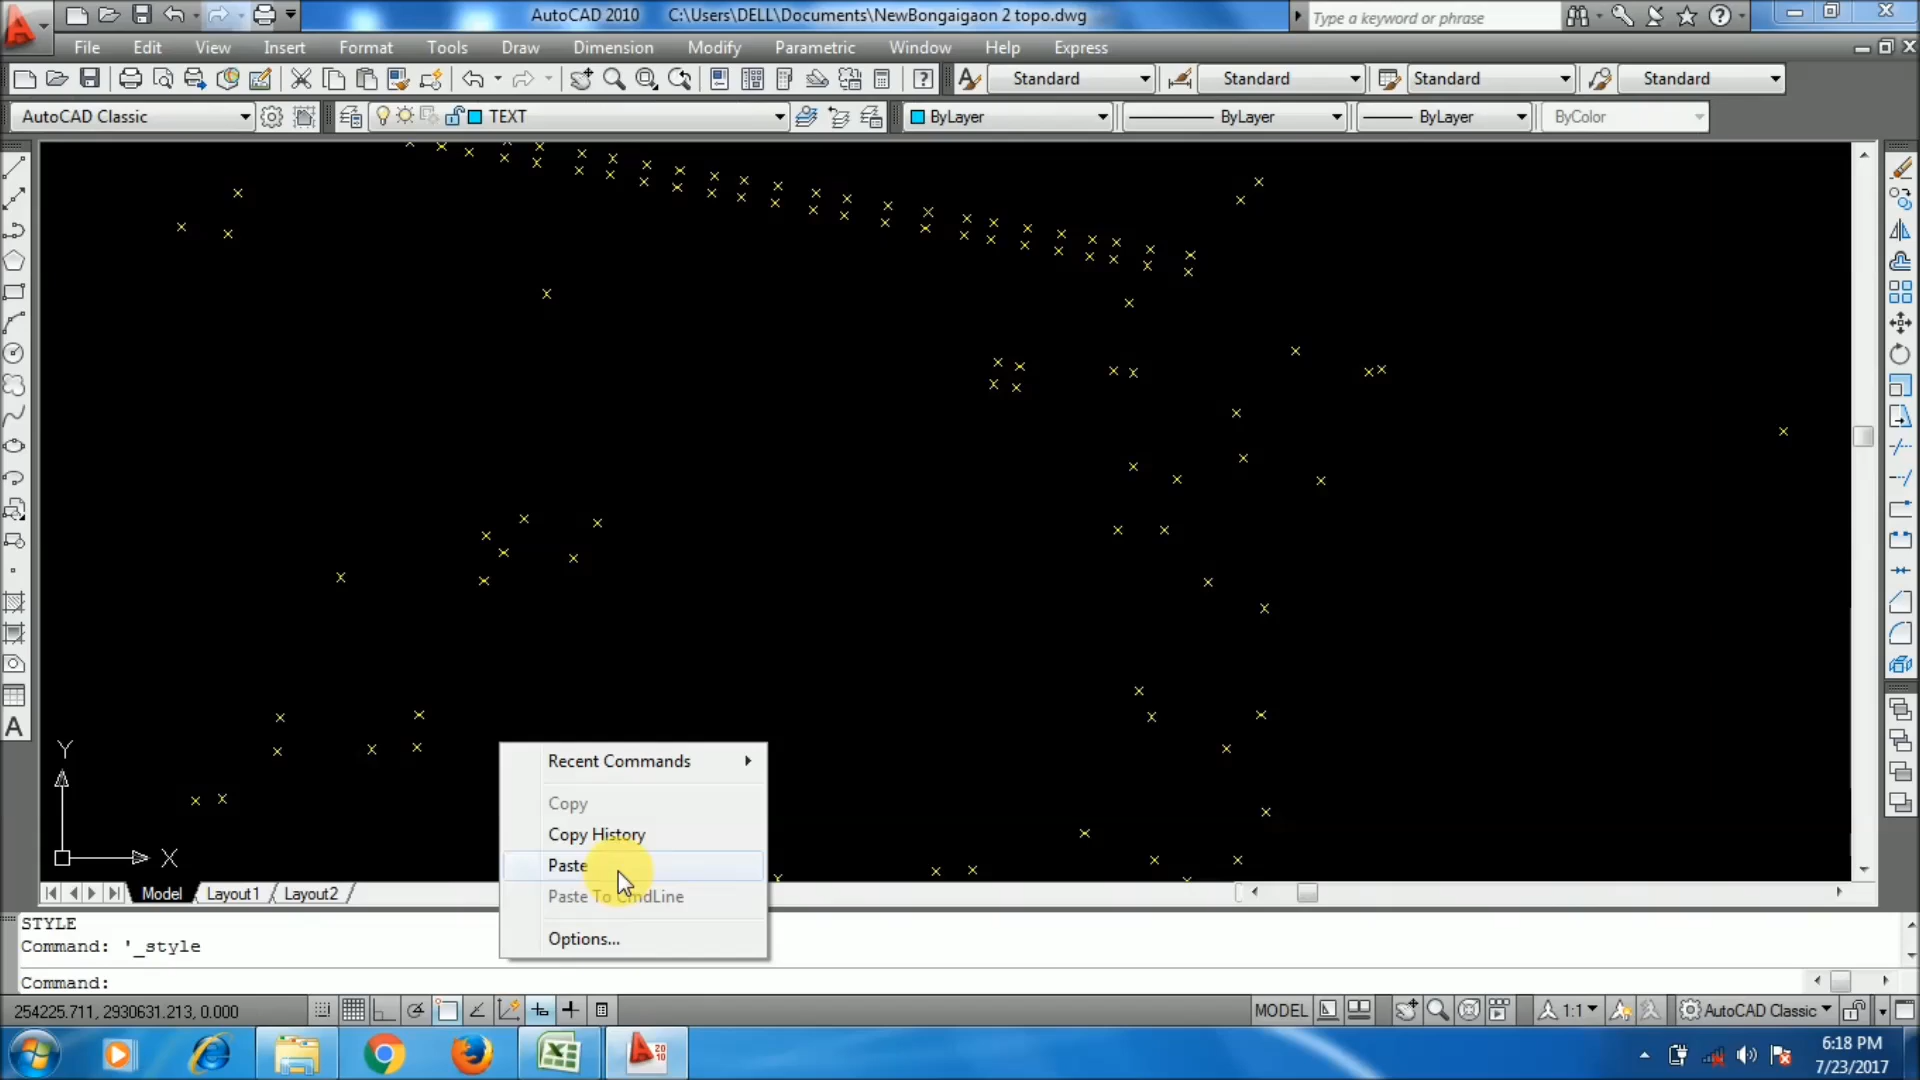 AutoCAD 2010 C:\Users\DELL\Documents\NewBongaigaon 2 topo.dwg
Type a keyword or phrase
File Edit View Insert Format Tools Draw Dimension Modify Parametric Window Help Express
Standard Standard Standard Standard
AutoCAD Classic TEXT ByLayer ByLayer ByLayer ByColor
Y
X
Recent Commands
Copy
Copy History
Paste
Paste To CmdLine
Options...
Model Layout1 Layout2
STYLE
Command: '_style
Command:
254225.711, 2930631.213, 0.000 MODEL 1:1 AutoCAD Classic
6:18 PM
7/23/2017